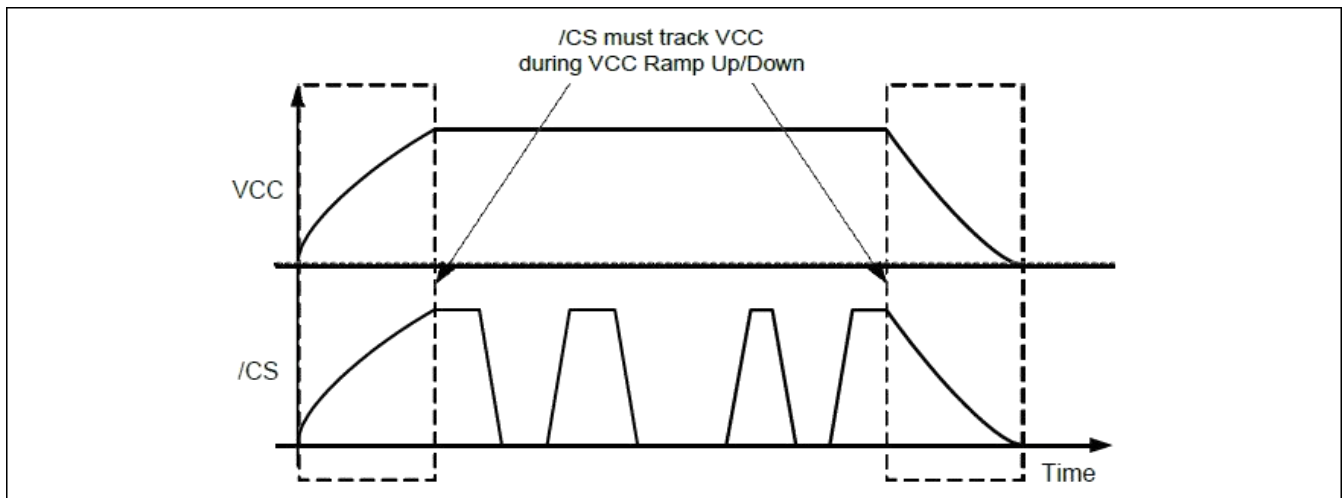 /CS must track VCC
during VCC Ramp Up/Down
VCC
/CS
Time